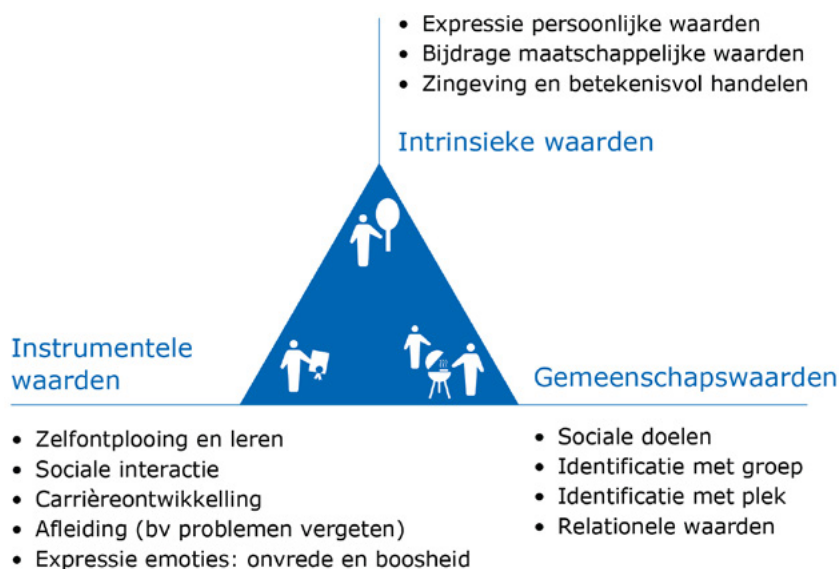 • Expressie persoonlijke waarden
• Bijdrage maatschappelijke waarden
• Zingeving en betekenisvol handelen
Intrinsieke waarden
Instrumentele
waarden
• Zelfontplooing en leren
• Sociale interactie
• Carrièreontwikkelling
• Afleiding (bv problemen vergeten)
• Expressie emoties: onvrede en boosheid
Gemeenschapswaarden
• Sociale doelen
• Identificatie met groep
• Identificatie met plek
• Relationele waarden